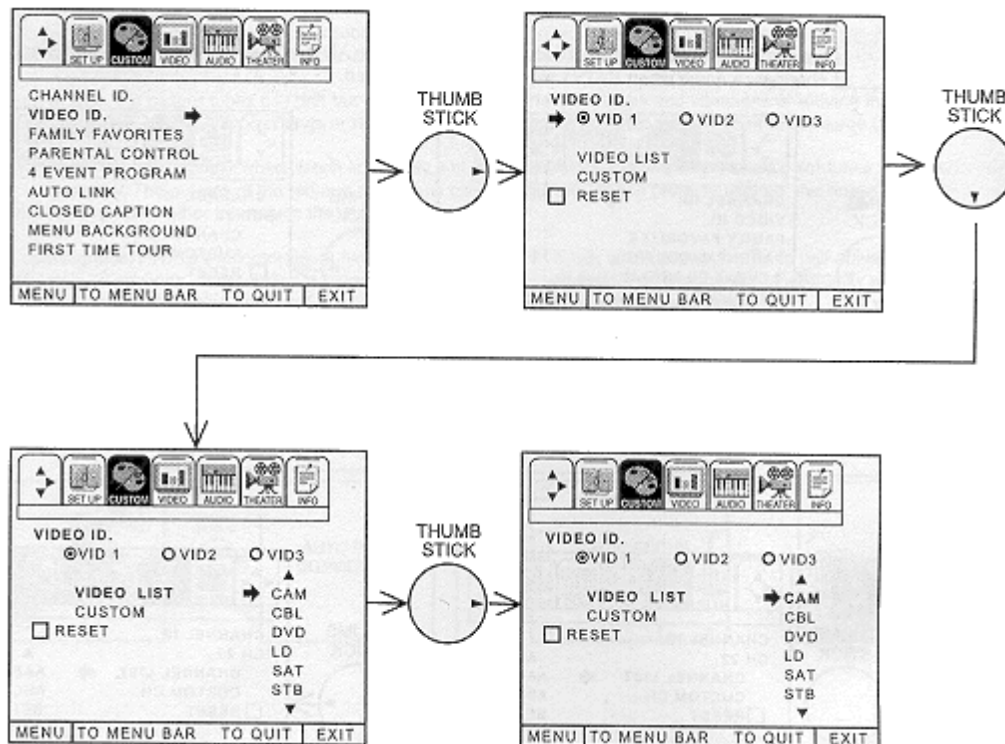 SET UP CUSTOM VIDEO AUDIO THEATER INFO
CHANNEL ID.
VIDEO ID.
FAMILY FAVORITES
PARENTAL CONTROL
4 EVENT PROGRAM
AUTO LINK
CLOSED CAPTION
MENU BACKGROUND
FIRST TIME TOUR
MENU TO MENU BAR TO QUIT EXIT
THUMB
STICK
SET UP CUSTOM VIDEO AUDIO THEATER INFO
VIDEO ID.
VID 1 VID2 VID3
VIDEO LIST
CUSTOM
RESET
MENU TO MENU BAR TO QUIT EXIT
THUMB
STICK
SET UP CUSTOM VIDEO AUDIO THEATER INFO
VIDEO ID.
VID 1 VID2 VID3
VIDEO LIST CAM
CUSTOM CBL
RESET DVD
LD
SAT
STB
MENU TO MENU BAR TO QUIT EXIT
THUMB
STICK
SET UP CUSTOM VIDEO AUDIO THEATER INFO
VIDEO ID.
VID 1 VID2 VID3
VIDEO LIST CAM
CUSTOM CBL
RESET DVD
LD
SAT
STB
MENU TO MENU BAR TO QUIT EXIT